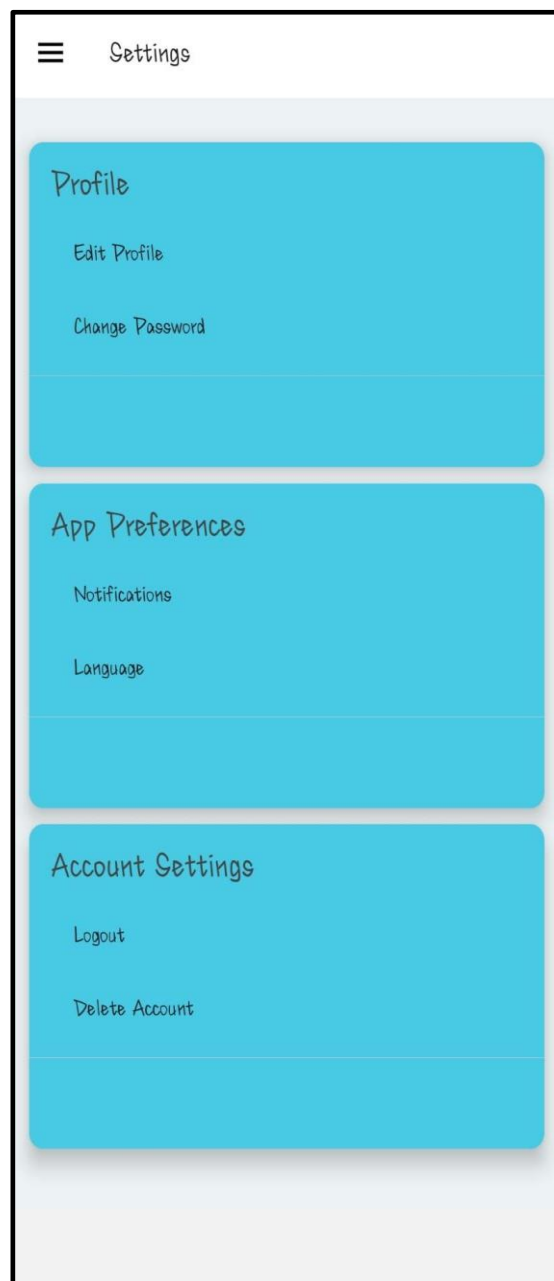 Settings
Profile
Edit Profile
Change Password
App Preferences
Notifications
Language
Account Settings
Logout
Delete Account